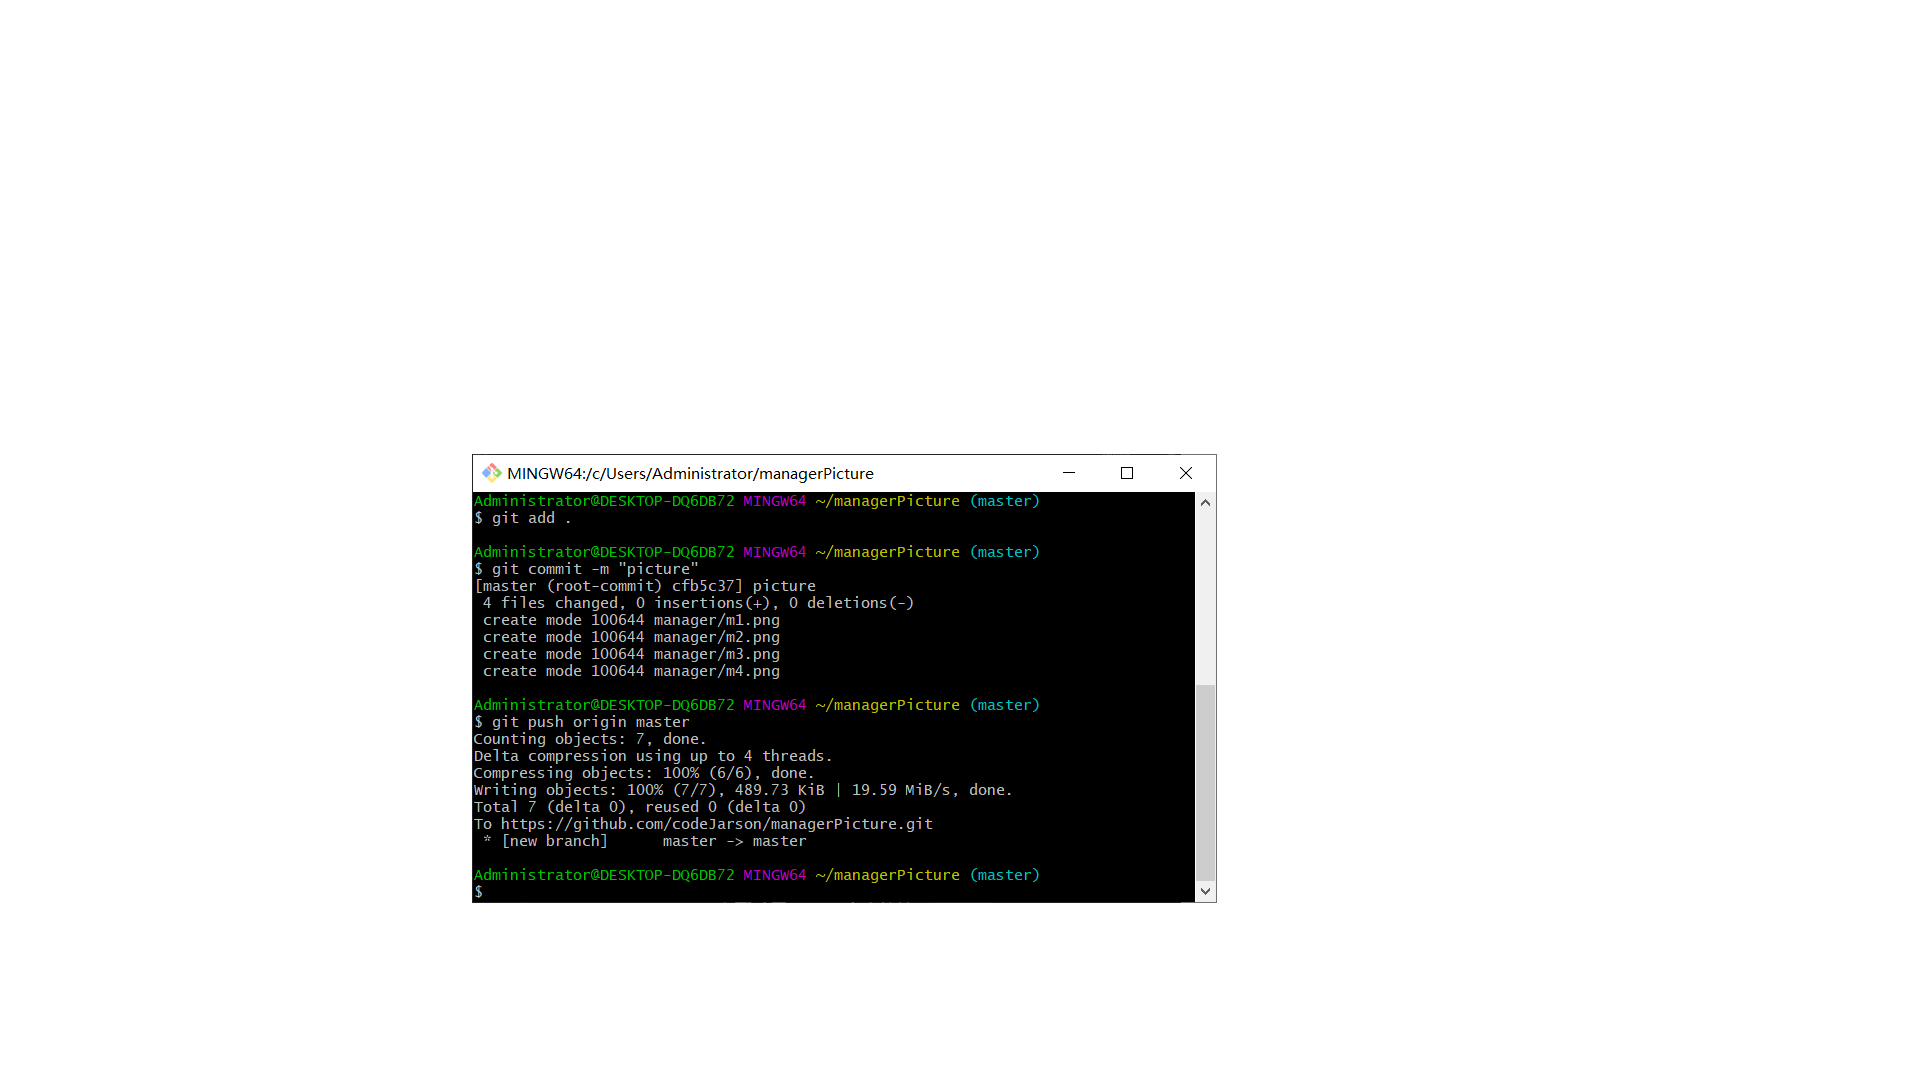 MINGW64:/c/Users/Administrator/managerPicture
Administrator@DESKTOP-DQ6DB72 MINGW64 ~/managerPicture (master)
$ git add .
Administrator@DESKTOP-DQ6DB72 MINGW64 ~/managerPicture (master)
$ git commit -m "picture"
[master (root-commit) cfb5c37] picture
 4 files changed, 0 insertions(+), 0 deletions(-)
 create mode 100644 manager/m1.png
 create mode 100644 manager/m2.png
 create mode 100644 manager/m3.png
 create mode 100644 manager/m4.png
Administrator@DESKTOP-DQ6DB72 MINGW64 ~/managerPicture (master)
$ git push origin master
Counting objects: 7, done.
Delta compression using up to 4 threads.
Compressing objects: 100% (6/6), done.
Writing objects: 100% (7/7), 489.73 KiB | 19.59 MiB/s, done.
Total 7 (delta 0), reused 0 (delta 0)
To https://github.com/codeJarson/managerPicture.git
 * [new branch]      master -> master
Administrator@DESKTOP-DQ6DB72 MINGW64 ~/managerPicture (master)
$